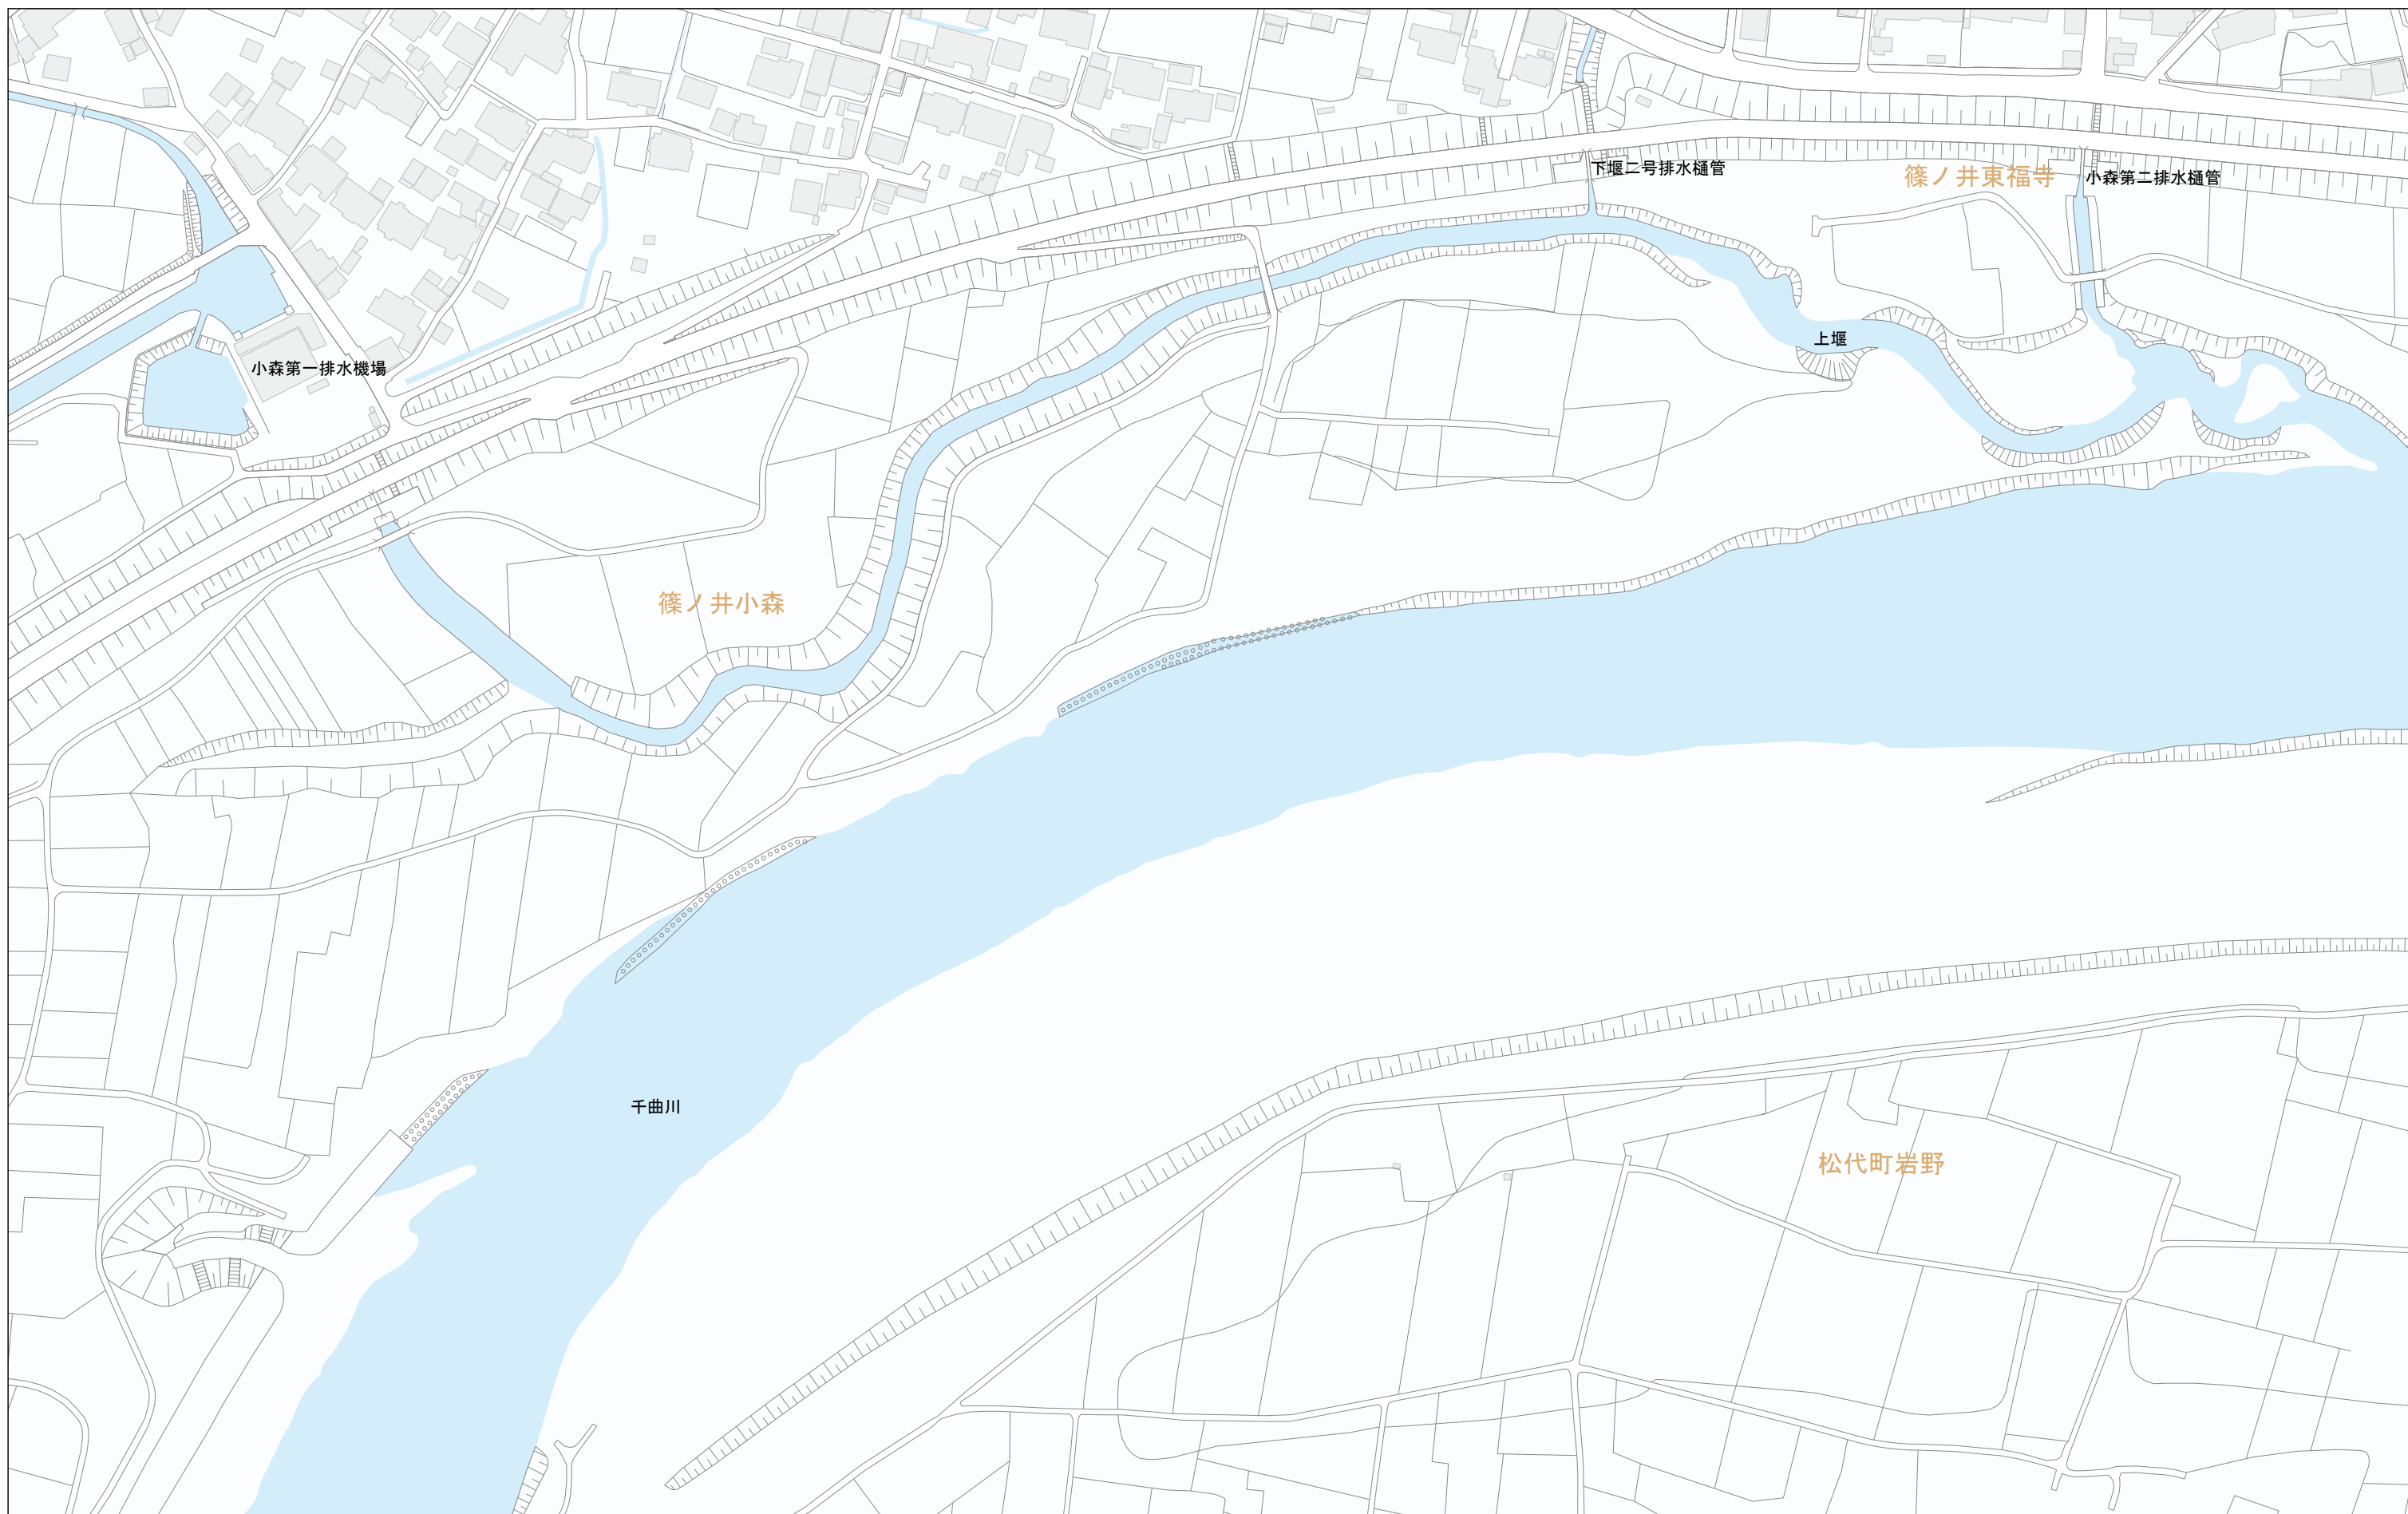 下堰二号排水樋管
篠ノ井東福寺
小森第二排水樋管
上堰
小森第一排水機場
篠ノ井小森
千曲川
松代町岩野